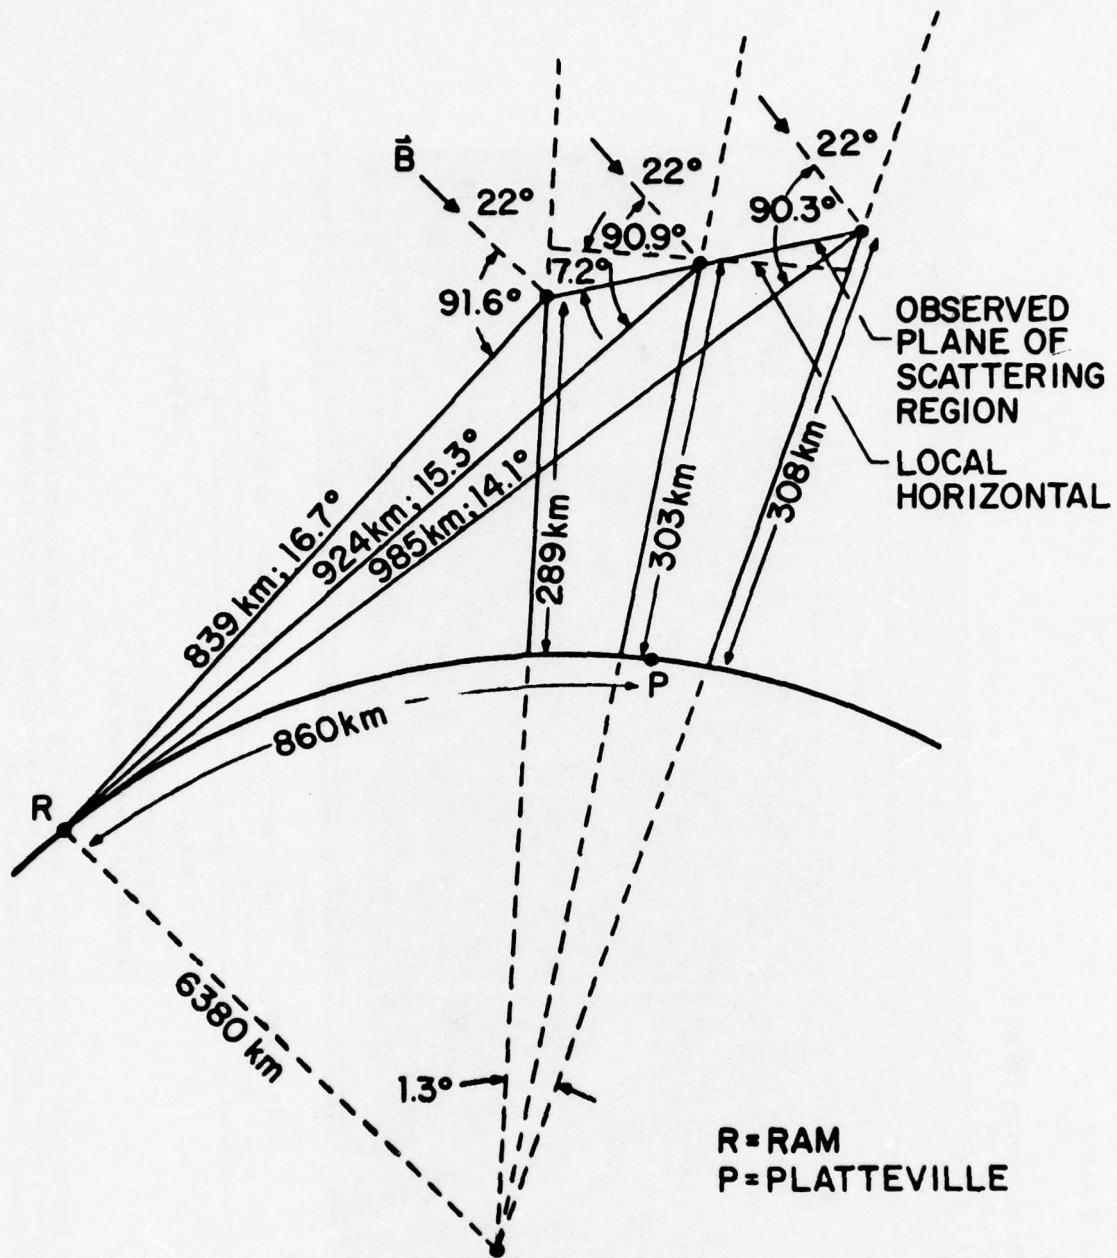 B
22°
22°
22°
90.3°
90.9°
7.2°
91.6°
OBSERVED
PLANE OF
SCATTERING
REGION
LOCAL
HORIZONTAL
839 km; 16.7°
924 km; 15.3°
985 km; 14.1°
289 km
303 km
308 km
P
860 km
R
6380 km
1.3°
R = RAM
P = PLATTEVILLE